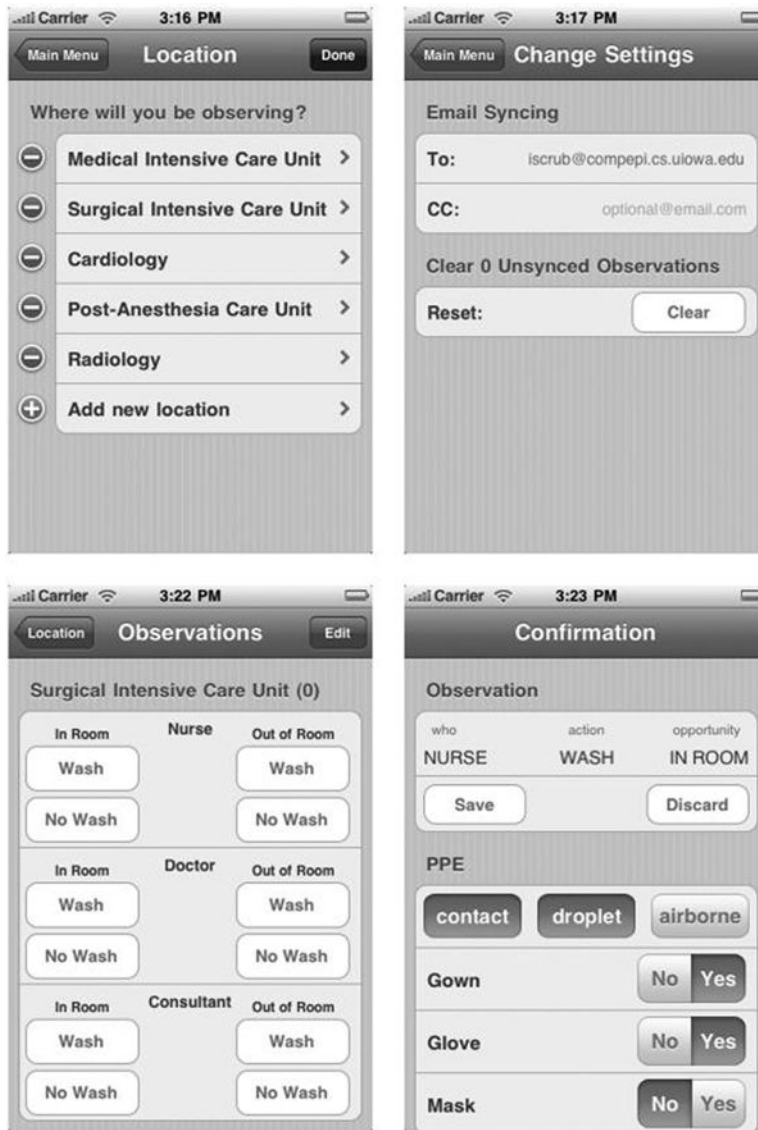 Carrier 3:16 PM
Main Menu Location Done
Where will you be observing?
Medical Intensive Care Unit
Surgical Intensive Care Unit
Cardiology
Post-Anesthesia Care Unit
Radiology
Add new location
Carrier 3:17 PM
Main Menu Change Settings
Email Syncing
To: iscrub@compepi.cs.uiowa.edu
CC: optional@email.com
Clear 0 Unsynced Observations
Reset: Clear
Carrier 3:22 PM
Location Observations Edit
Surgical Intensive Care Unit (0)
In Room Nurse Out of Room
Wash Wash
No Wash No Wash
In Room Doctor Out of Room
Wash Wash
No Wash No Wash
In Room Consultant Out of Room
Wash Wash
No Wash No Wash
Carrier 3:23 PM
Confirmation
Observation
who action opportunity
NURSE WASH IN ROOM
Save Discard
PPE
contact droplet airborne
Gown No Yes
Glove No Yes
Mask No Yes